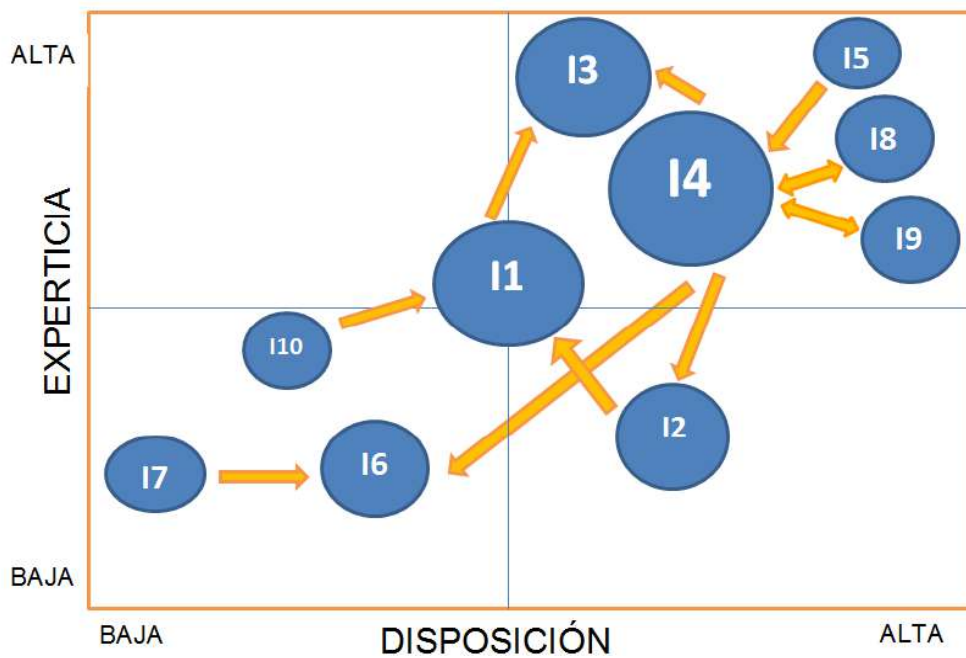 ALTA
I3
I5
I8
I4
I9
I1
EXPERTICIA
I10
I2
I6
I7
BAJA
BAJA
DISPOSICIÓN
ALTA